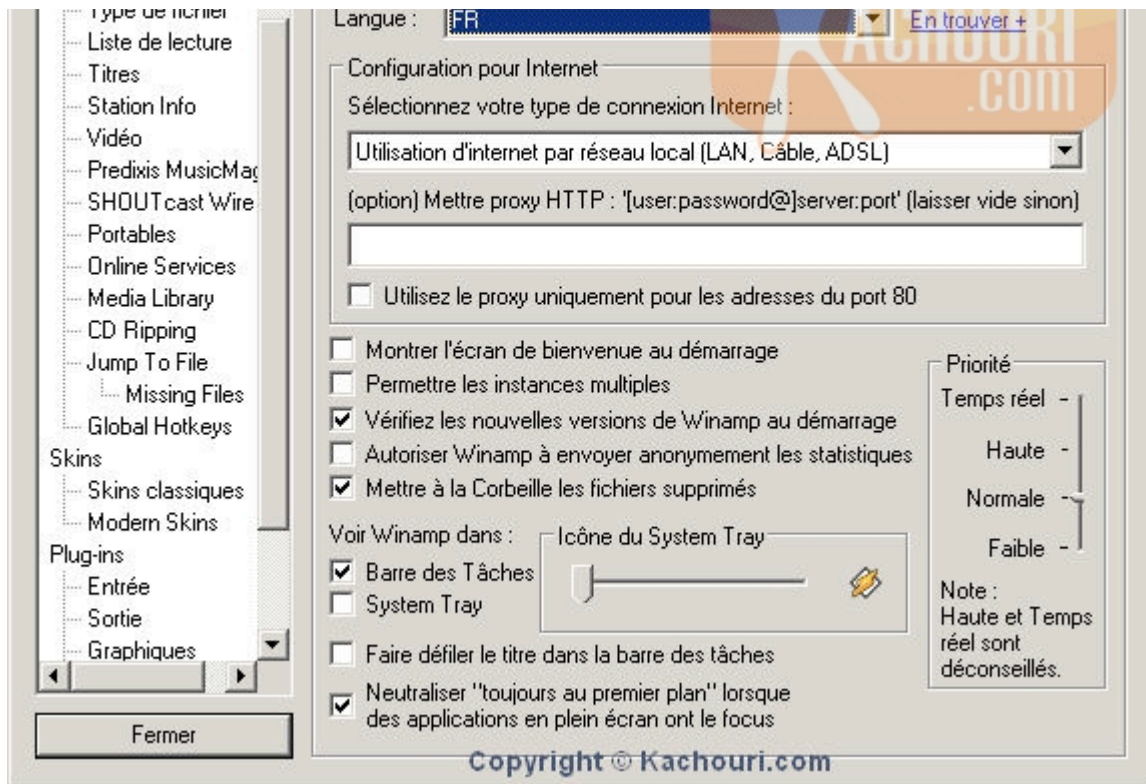 Type de fichier
Liste de lecture
Titres
Station Info
Vidéo
Predixis MusicMag
SHOUTcast Wire
Portables
Online Services
Media Library
CD Ripping
Jump To File
Missing Files
Global Hotkeys
Skins
Skins classiques
Modern Skins
Plug-ins
Entrée
Sortie
Graphiques
Fermer
Langue : FR En trouver +
KACHOURI
.COM
Configuration pour Internet
Sélectionnez votre type de connexion Internet :
Utilisation d'internet par réseau local (LAN, Câble, ADSL)
(option) Mettre proxy HTTP : '[user:password@]server:port' (laisser vide sinon)
Utilisez le proxy uniquement pour les adresses du port 80
Montrer l'écran de bienvenue au démarrage
Permettre les instances multiples
Vérifiez les nouvelles versions de Winamp au démarrage
Autoriser Winamp à envoyer anonymement les statistiques
Mettre à la Corbeille les fichiers supprimés
Voir Winamp dans :
Barre des Tâches
System Tray
Icône du System Tray
Faire défiler le titre dans la barre des tâches
Neutraliser "toujours au premier plan" lorsque
des applications en plein écran ont le focus
Priorité
Temps réel
Haute
Normale
Faible
Note :
Haute et Temps
réel sont
déconseillés.
Copyright © Kachouri.com